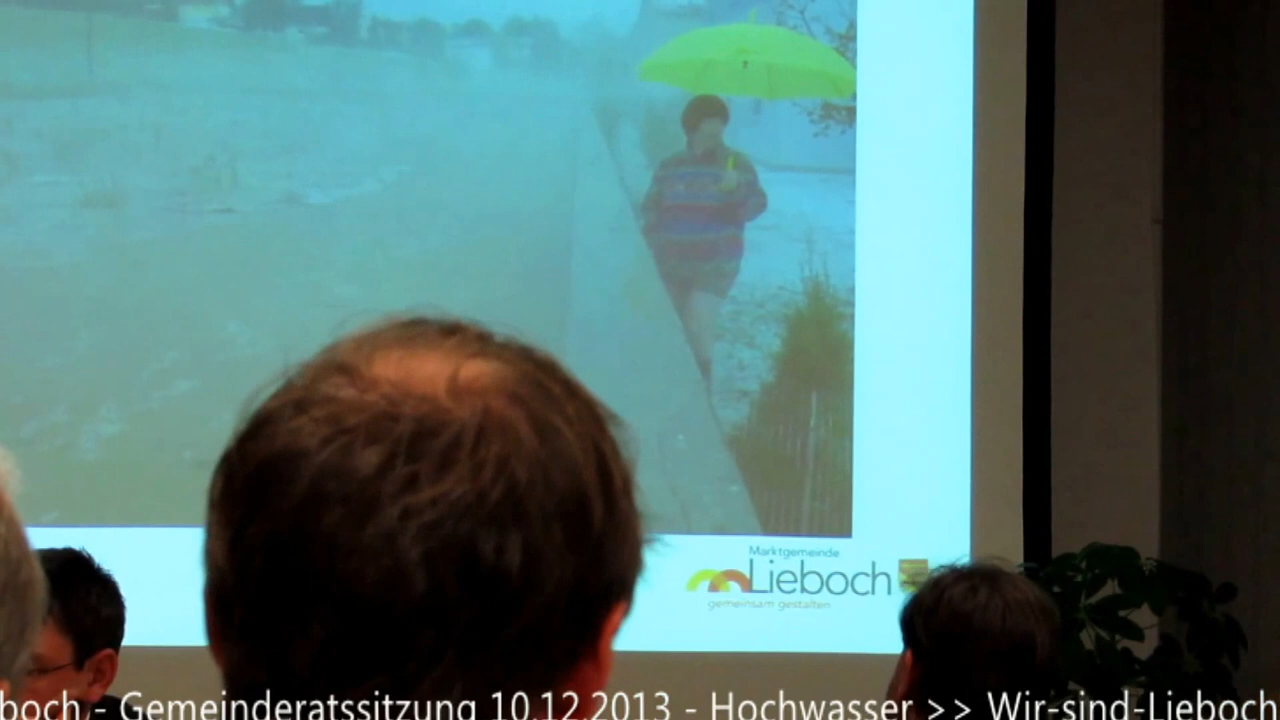 Marktgemeinde
Lieboch
gemeinsam gestalten
boch - Gemeinderatssitzung 10.12.2013 - Hochwasser >> Wir-sind-Lieboch